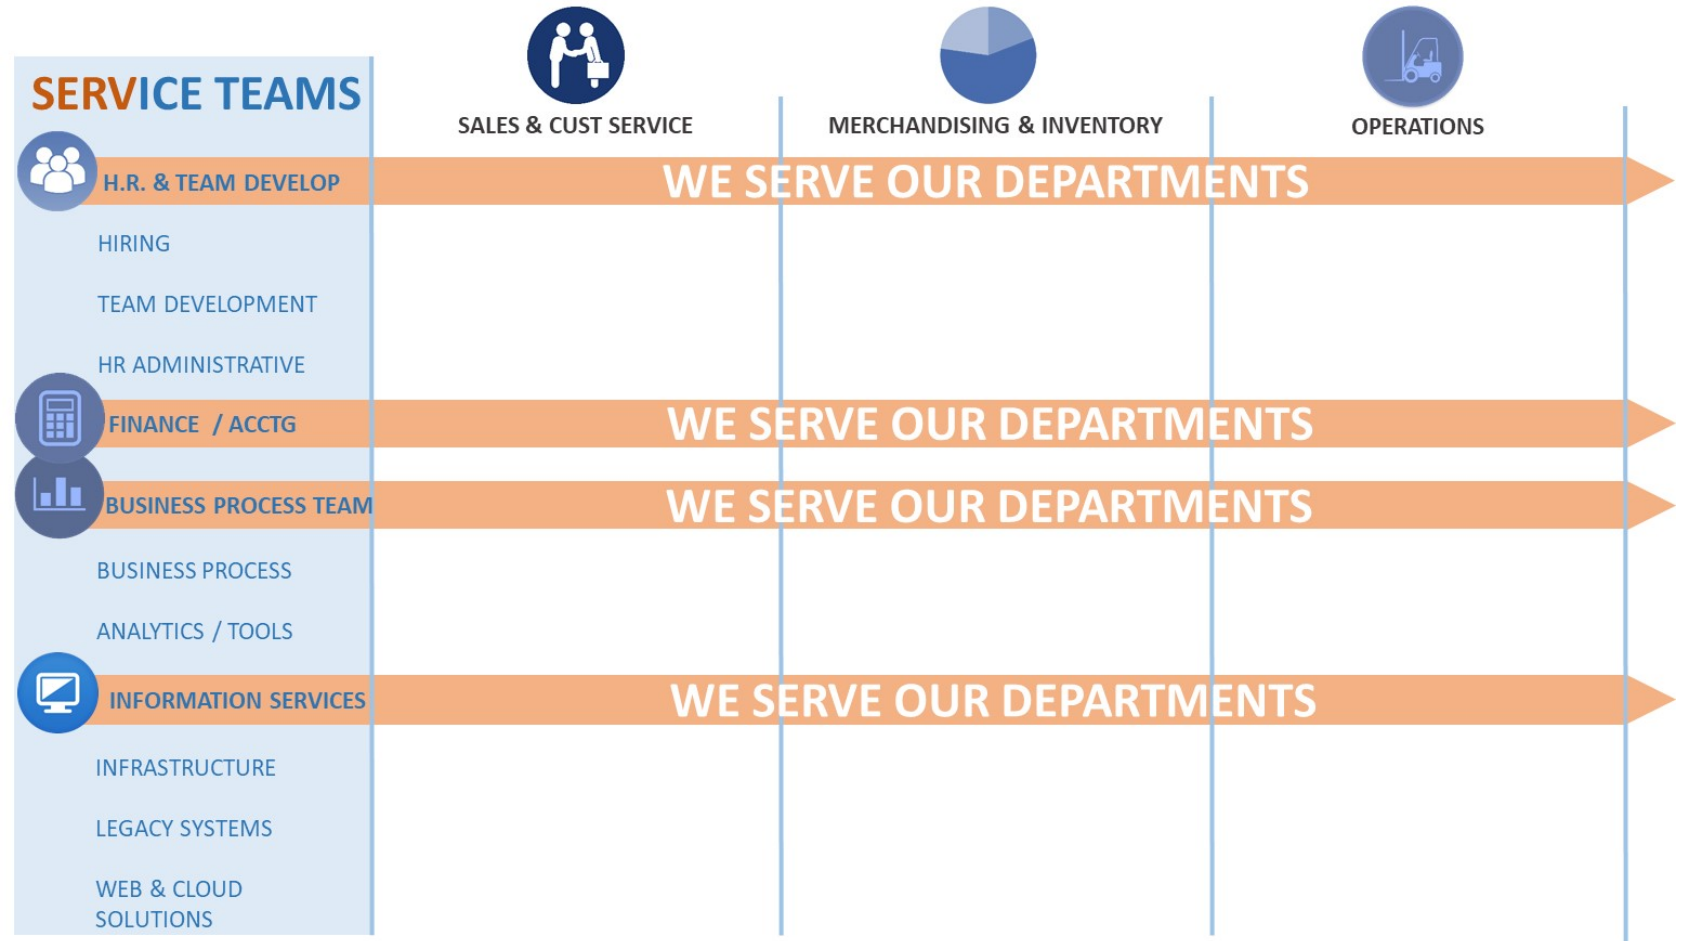 SERVICE TEAMS
SALES & CUST SERVICE
MERCHANDISING & INVENTORY
OPERATIONS
H.R. & TEAM DEVELOP
WE SERVE OUR DEPARTMENTS
HIRING
TEAM DEVELOPMENT
HR ADMINISTRATIVE
FINANCE / ACCTG
WE SERVE OUR DEPARTMENTS
BUSINESS PROCESS TEAM
WE SERVE OUR DEPARTMENTS
BUSINESS PROCESS
ANALYTICS / TOOLS
INFORMATION SERVICES
WE SERVE OUR DEPARTMENTS
INFRASTRUCTURE
LEGACY SYSTEMS
WEB & CLOUD
SOLUTIONS